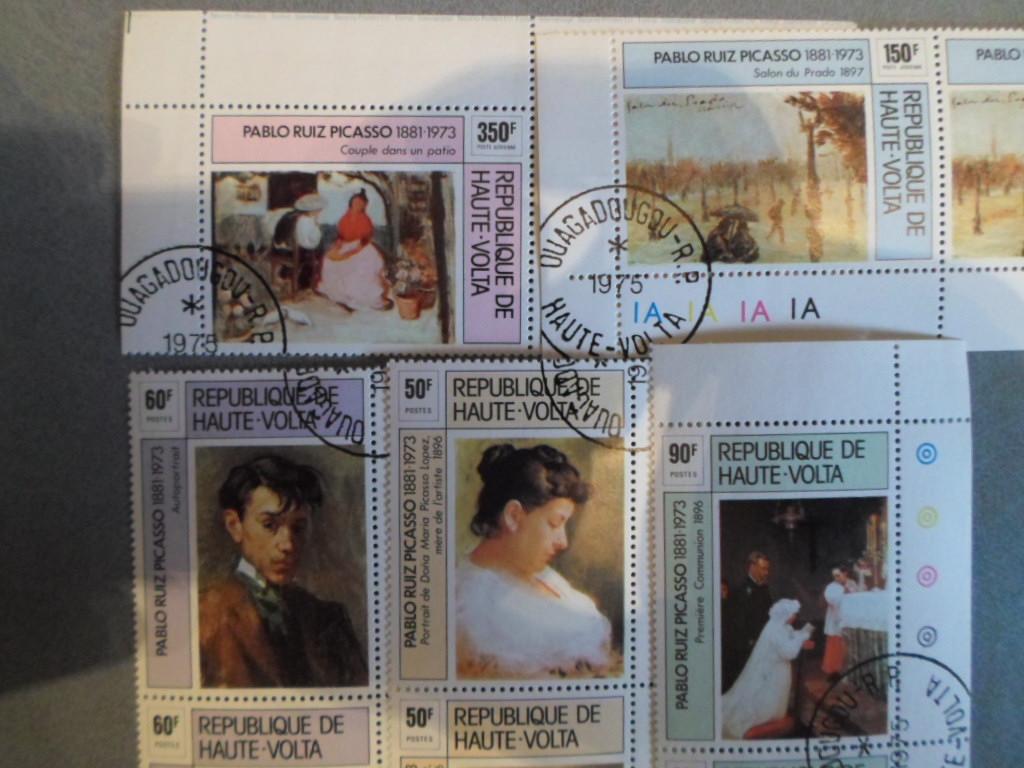 PABLO RUIZ PICASSO 1881·1973
Couple dans un patio
350F
POSTE AERIENNE
REPUBLIQUE DE
HAUTE·VOLTA
OUAGADOUGOU-R.P.
1975
PABLO RUIZ PICASSO 1881·1973
Salon du Prado 1897
150F
POSTE AERIENNE
REPUBLIQUE DE
HAUTE·VOLTA
PABLO
OUAGADOUGOU-R.P.
1975
HAUTE-VOLTA
IA IA IA IA
60F
POSTES
REPUBLIQUE DE
HAUTE·VOLTA
PABLO RUIZ PICASSO 1881·1973
Autoportrait
50F
POSTES
REPUBLIQUE DE
HAUTE·VOLTA
PABLO RUIZ PICASSO 1881·1973
Portrait de Doña Maria Picasso Lopez,
mère de l'artiste 1896
90F
POSTES
REPUBLIQUE DE
HAUTE·VOLTA
PABLO RUIZ PICASSO 1881·1973
Première Communion 1896
1975
60F
POSTES
REPUBLIQUE DE
HAUTE·VOLTA
50F
POSTES
REPUBLIQUE DE
HAUTE·VOLTA